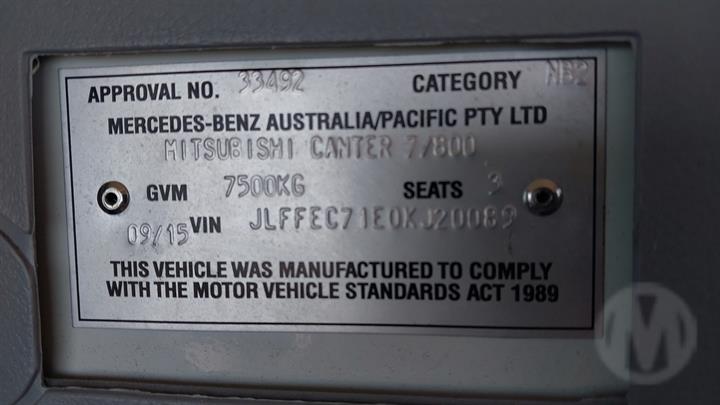 APPROVAL NO. 33492 CATEGORY NB2
MERCEDES-BENZ AUSTRALIA/PACIFIC PTY LTD
MITSUBISHI CANTER 7/800
GVM 7500KG SEATS 3
09/15 VIN JLFFEC71E0KJ20089
THIS VEHICLE WAS MANUFACTURED TO COMPLY
WITH THE MOTOR VEHICLE STANDARDS ACT 1989
M